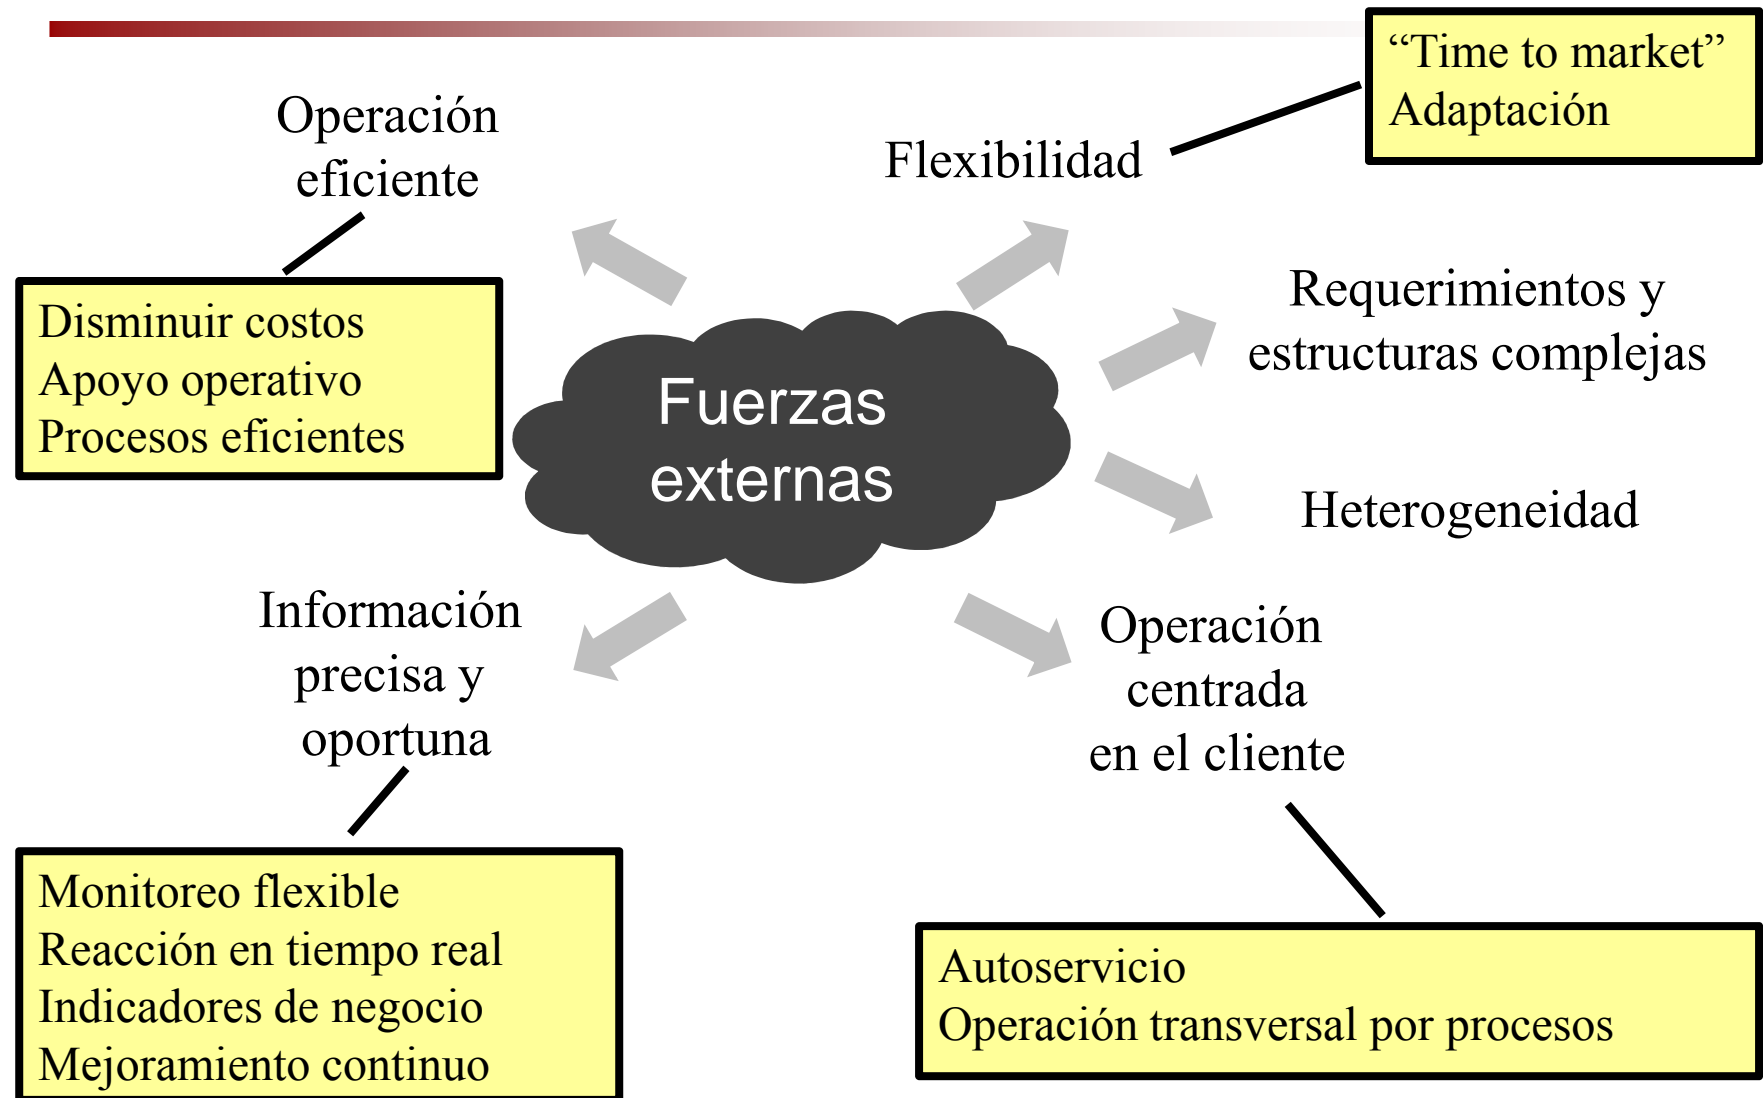 “Time to market”
Adaptación
Operación
eficiente
Flexibilidad
Disminuir costos
Apoyo operativo
Procesos eficientes
Requerimientos y
estructuras complejas
Fuerzas
externas
Heterogeneidad
Información
precisa y
oportuna
Operación
centrada
en el cliente
Monitoreo flexible
Reacción en tiempo real
Indicadores de negocio
Mejoramiento continuo
Autoservicio
Operación transversal por procesos